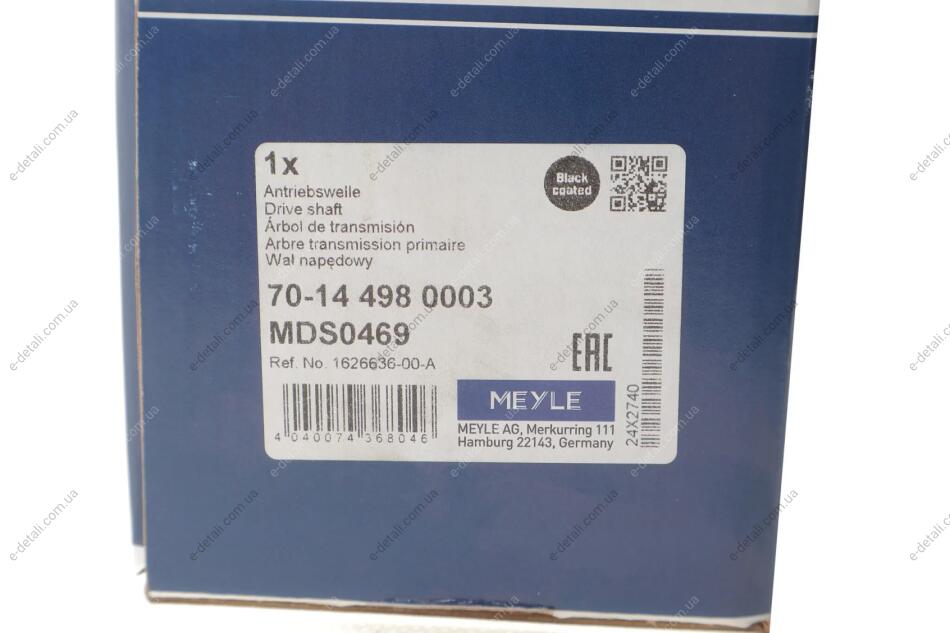 1x
Black
coated
Antriebswelle
Drive shaft
Árbol de transmisión
Arbre transmission primaire
Wał napędowy
70-14 498 0003
MDS0469
Ref. No. 1626636-00-A
EAC
4 040074 368046
MEYLE
MEYLE AG, Merkurring 111
Hamburg 22143, Germany
24X2740
e-detali.com.ua